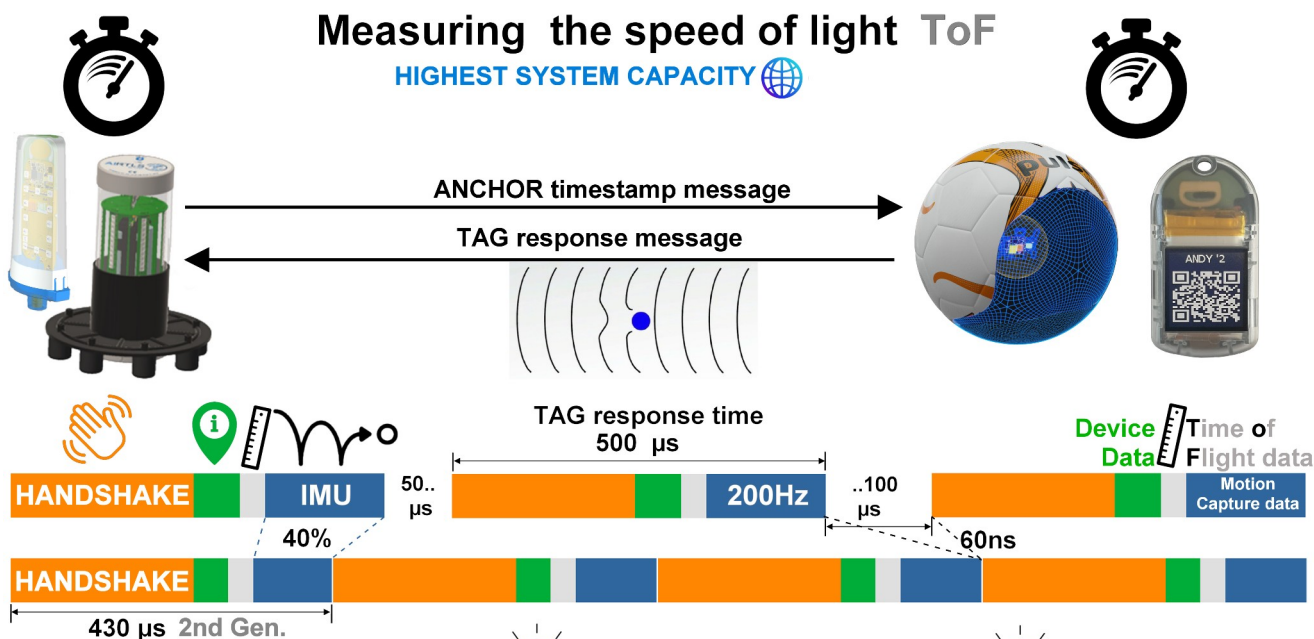 Measuring the speed of light ToF
HIGHEST SYSTEM CAPACITY
ANCHOR timestamp message
TAG response message
AIRTLS
puls
ANDY '2
TAG response time
500 µs
Device
Data
Time of
Flight data
HANDSHAKE
IMU
50..
µs
200Hz
..100
µs
Motion
Capture data
40%
60ns
HANDSHAKE
430 µs 2nd Gen.